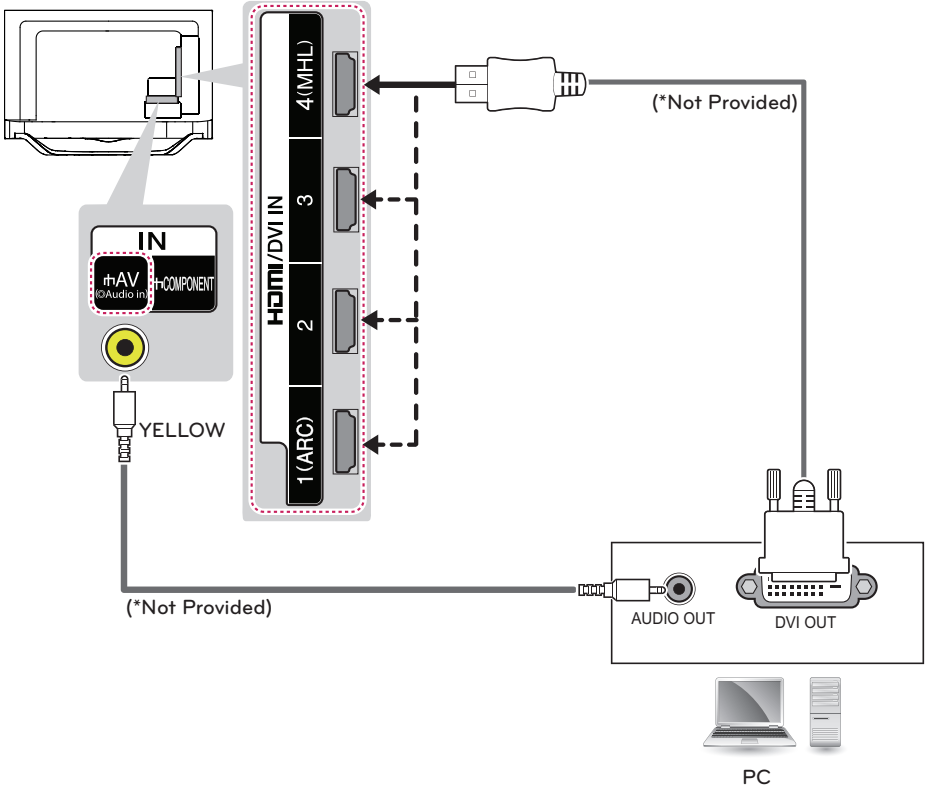 4(MHL)
3
2
1(ARC)
HDMI/DVI IN
(*Not Provided)
IN
AV
(Audio in)
COMPONENT
YELLOW
(*Not Provided)
AUDIO OUT
DVI OUT
PC